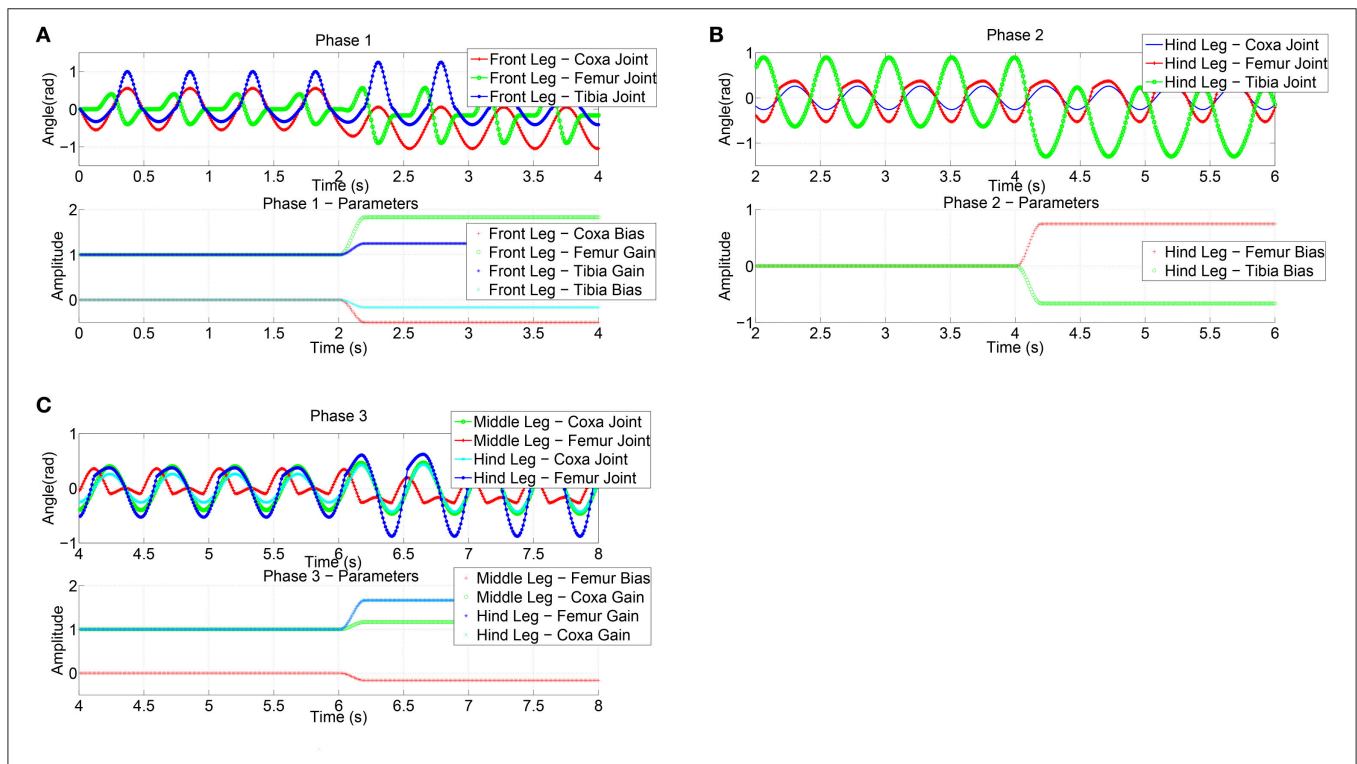 A
Phase 1
Angle(rad)
1
0
−1
Front Leg − Coxa Joint
Front Leg − Femur Joint
Front Leg − Tibia Joint
0 0.5 1 1.5 2 2.5 3 3.5 4
Time (s)
Phase 1 − Parameters
Amplitude
2
1
0
Front Leg − Coxa Bias
Front Leg − Femur Gain
Front Leg − Tibia Gain
Front Leg − Tibia Bias
0 0.5 1 1.5 2 2.5 3 3.5 4
Time (s)
B
Phase 2
Angle(rad)
1
0
−1
Hind Leg − Coxa Joint
Hind Leg − Femur Joint
Hind Leg − Tibia Joint
2 2.5 3 3.5 4 4.5 5 5.5 6
Time (s)
Phase 2 − Parameters
Amplitude
1
0
−1
Hind Leg − Femur Bias
Hind Leg − Tibia Bias
2 2.5 3 3.5 4 4.5 5 5.5 6
Time (s)
C
Phase 3
Angle(rad)
1
0
−1
Middle Leg − Coxa Joint
Middle Leg − Femur Joint
Hind Leg − Coxa Joint
Hind Leg − Femur Joint
4 4.5 5 5.5 6 6.5 7 7.5 8
Time (s)
Phase 3 − Parameters
Amplitude
2
1
0
Middle Leg − Femur Bias
Middle Leg − Coxa Gain
Hind Leg − Femur Gain
Hind Leg − Coxa Gain
4 4.5 5 5.5 6 6.5 7 7.5 8
Time (s)